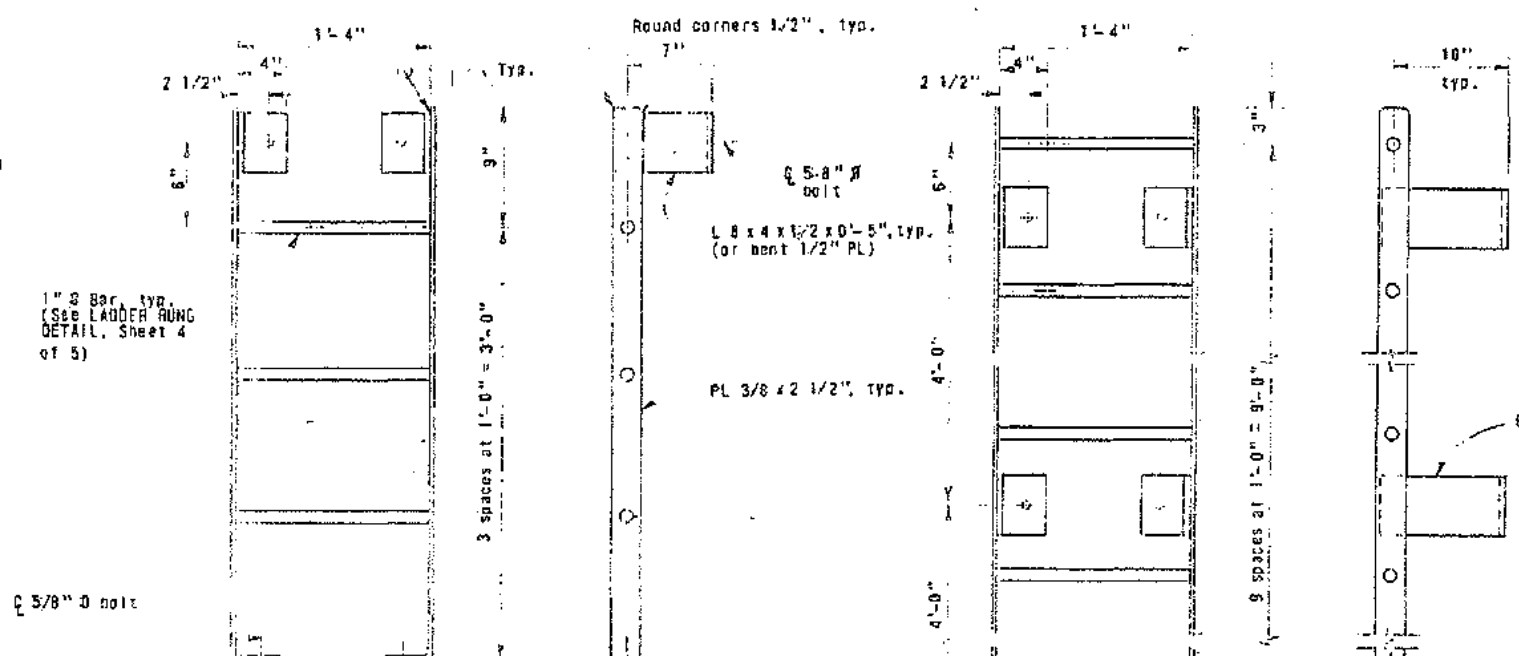 Round corners 1/2", typ.
1'-4"
4"
2 1/2"
Typ.
7"
9"
6"
1'-4"
4"
2 1/2"
10"
typ.
3"
6"
℄ 5/8" Ø
bolt
L 8 x 4 x 1/2 x 0'-5", typ.
(or bent 1/2" PL)
1" Ø Bar, typ.
(See LADDER RUNG
DETAIL, Sheet 4
of 5)
3 spaces at 1'-0" = 3'-0"
PL 3/8 x 2 1/2", typ.
4'-0"
9 spaces at 1'-0" = 9'-0"
4'-0"
℄ 5/8" Ø bolt